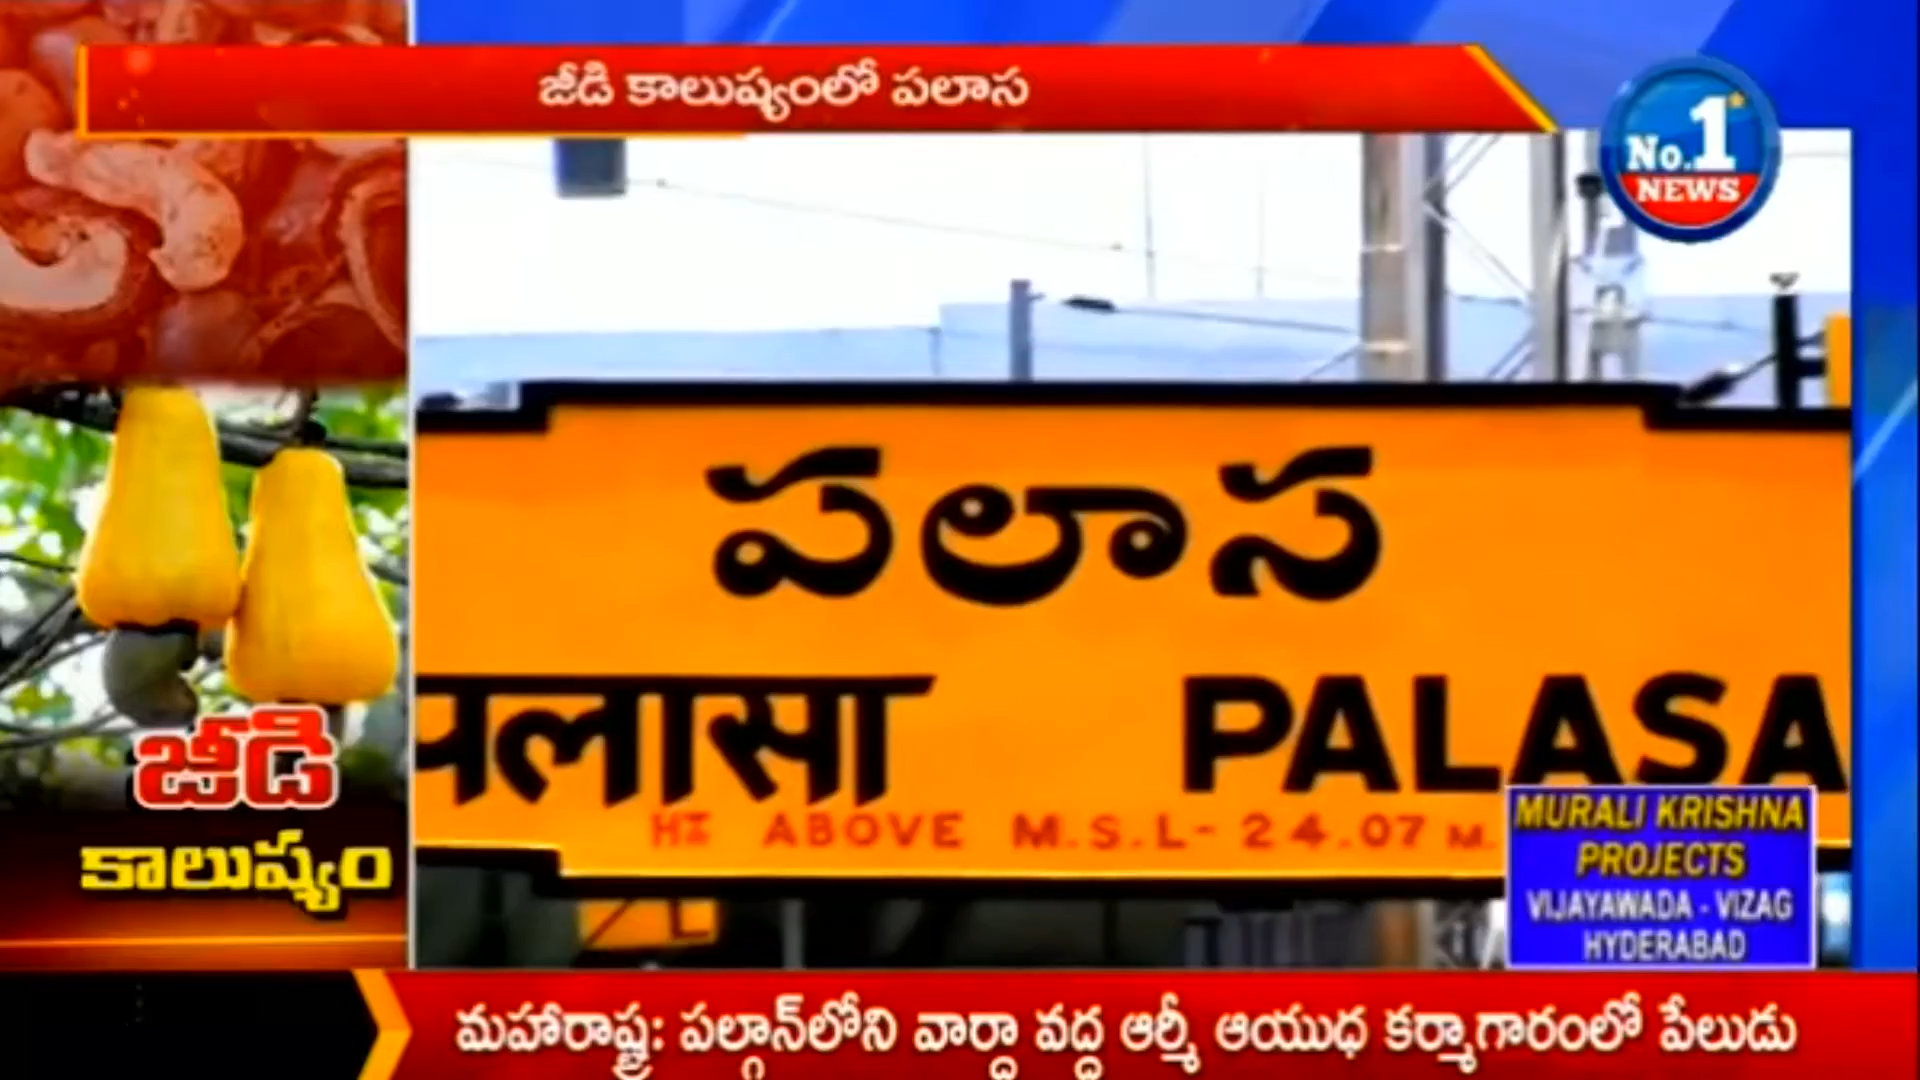 జీడి కాలుష్యంలో పలాస
No.1
NEWS
పలాస
पलासा PALASA
HT ABOVE M.S.L- 24.07 M.
జీడి
కాలుష్యం
MURALI KRISHNA
PROJECTS
VIJAYAWADA - VIZAG
HYDERABAD
మహారాష్ట్ర: పల్గాన్‌లోని వార్ధా వద్ద ఆర్మీ ఆయుధ కర్మాగారంలో పేలుడు